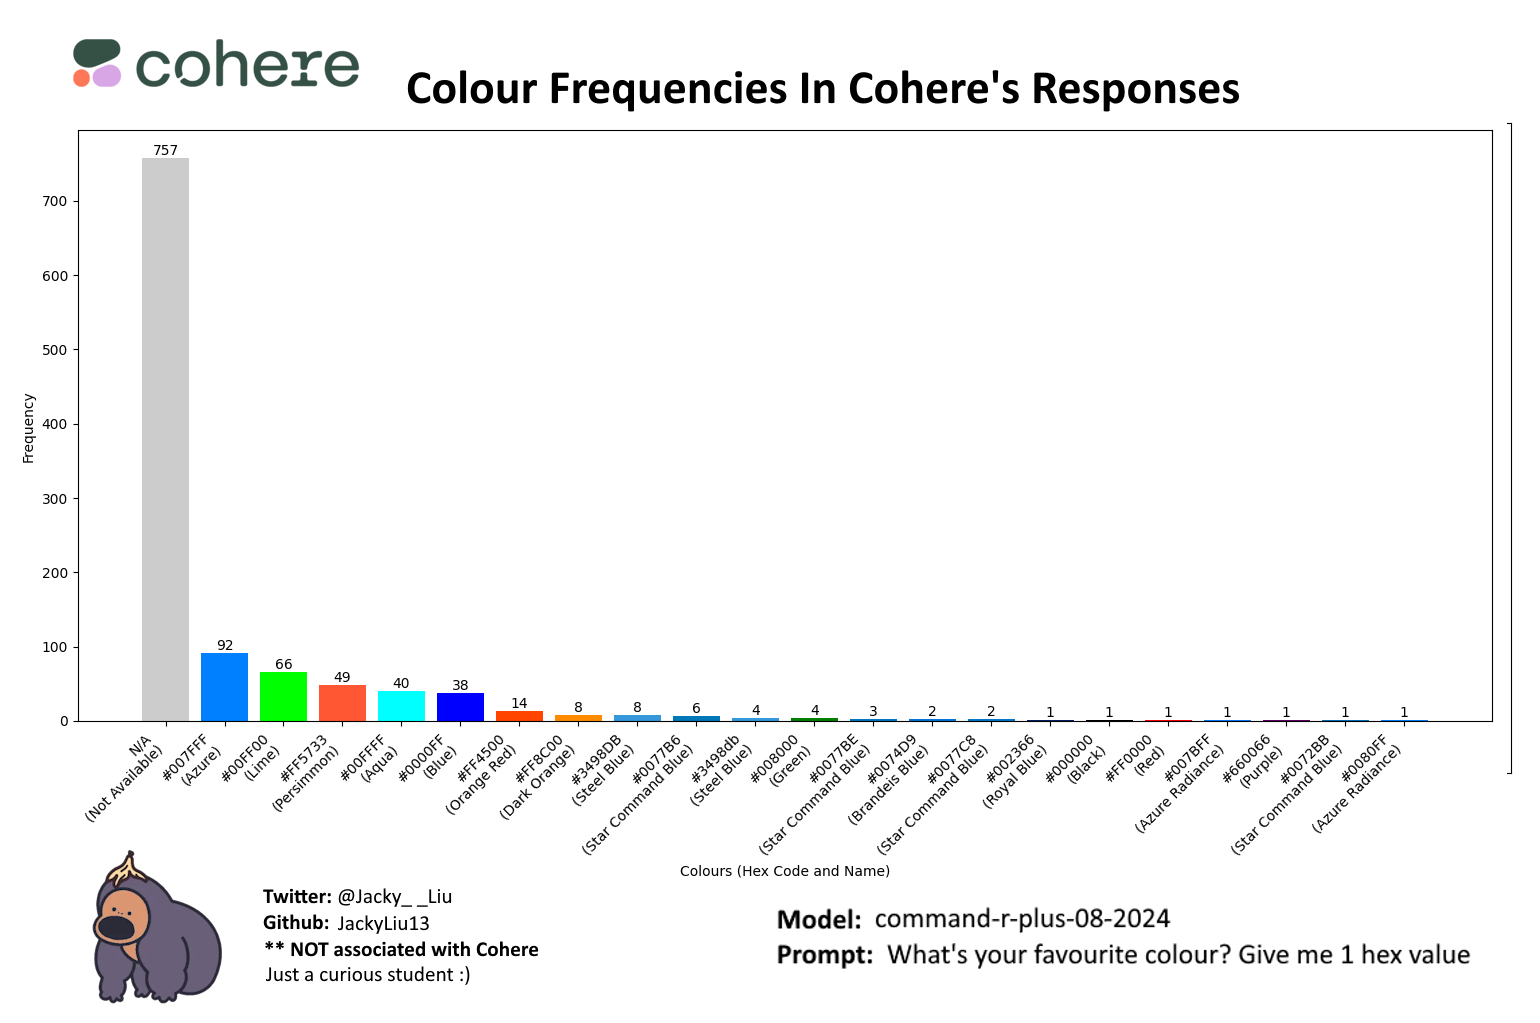 cohere
Colour Frequencies In Cohere's Responses
757
92
66
49
40
38
14
8
8
6
4
4
3
2
2
1
1
1
1
1
1
1
700
600
500
400
300
200
100
0
Frequency
N/A
(Not Available)
#007FFF
(Azure)
#00FF00
(Lime)
#FF5733
(Persimmon)
#00FFFF
(Aqua)
#0000FF
(Blue)
#FF4500
(Orange Red)
#FF8C00
(Dark Orange)
#3498DB
(Steel Blue)
#0077B6
(Star Command Blue)
#3498db
(Steel Blue)
#008000
(Green)
#0077BE
(Star Command Blue)
#0074D9
(Brandeis Blue)
#0077C8
(Star Command Blue)
#002366
(Royal Blue)
#000000
(Black)
#FF0000
(Red)
#007BFF
(Azure Radiance)
#660066
(Purple)
#0072BB
(Star Command Blue)
#0080FF
(Azure Radiance)
Colours (Hex Code and Name)
Twitter: @Jacky_ _Liu
Github: JackyLiu13
** NOT associated with Cohere
Just a curious student :)
Model: command-r-plus-08-2024
Prompt: What's your favourite colour? Give me 1 hex value